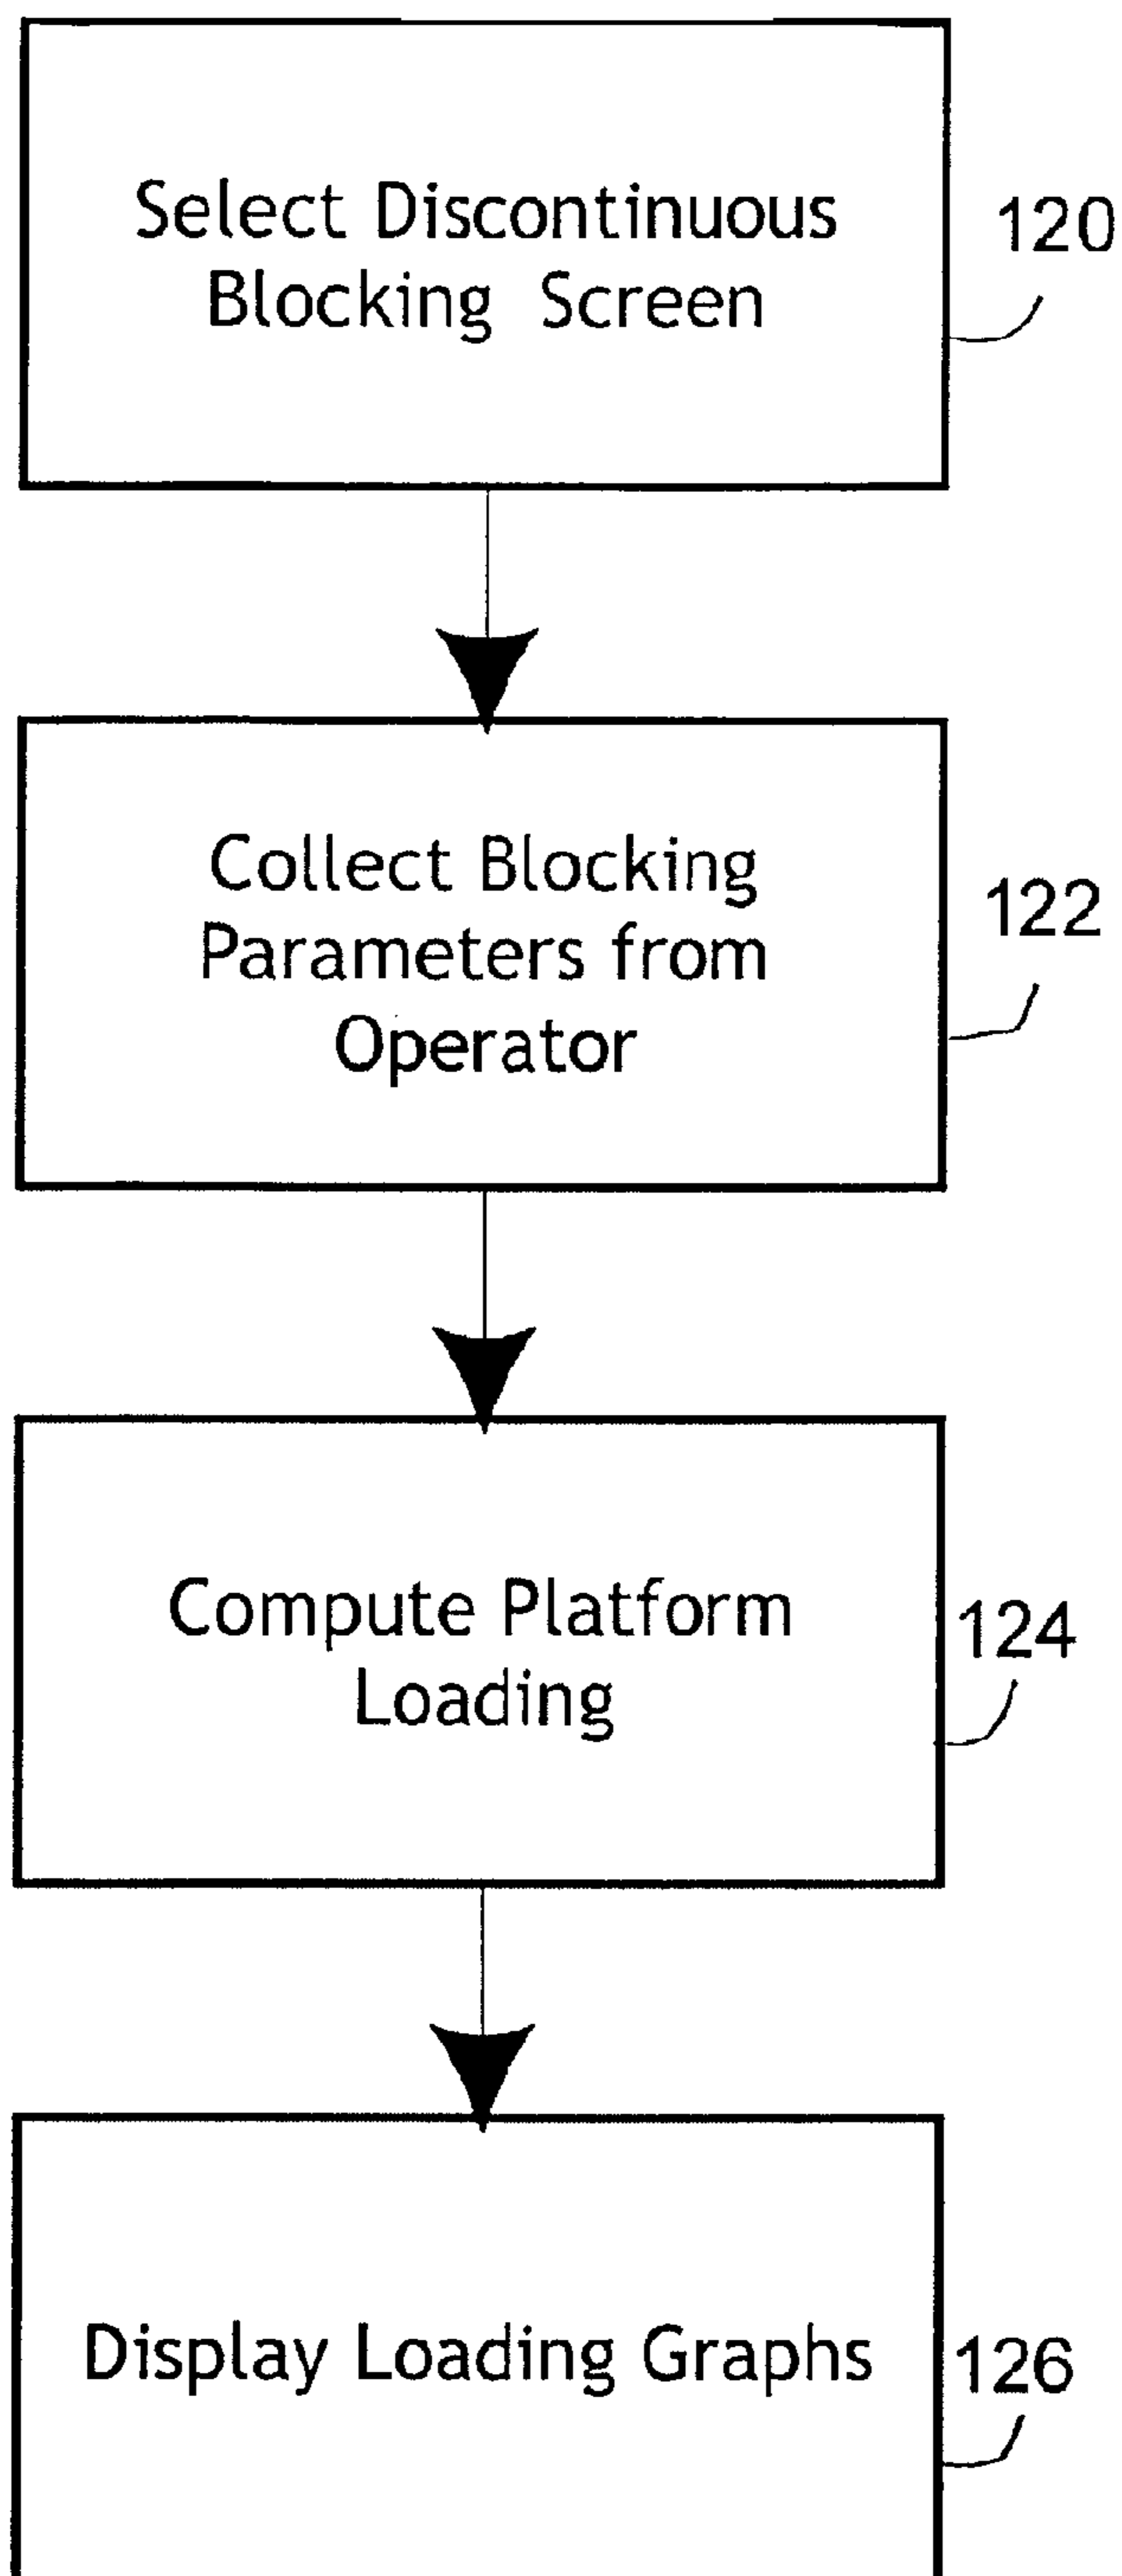 Select Discontinuous
Blocking Screen
120
Collect Blocking
Parameters from
Operator
122
Compute Platform
Loading
124
Display Loading Graphs
126